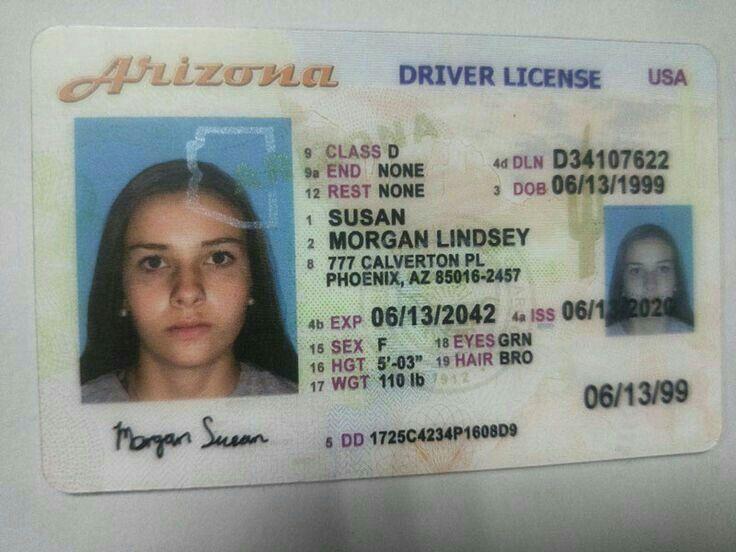 Arizona DRIVER LICENSE USA
9 CLASS D 4d DLN D34107622
9a END NONE 3 DOB 06/13/1999
12 REST NONE
1 SUSAN
2 MORGAN LINDSEY
8 777 CALVERTON PL
PHOENIX, AZ 85016-2457
4b EXP 06/13/2042 4a ISS 06/13/2020
15 SEX F 18 EYES GRN
16 HGT 5'-03" 19 HAIR BRO
17 WGT 110 lb 1912
06/13/99
Morgan Susan
5 DD 1725C4234P1608D9